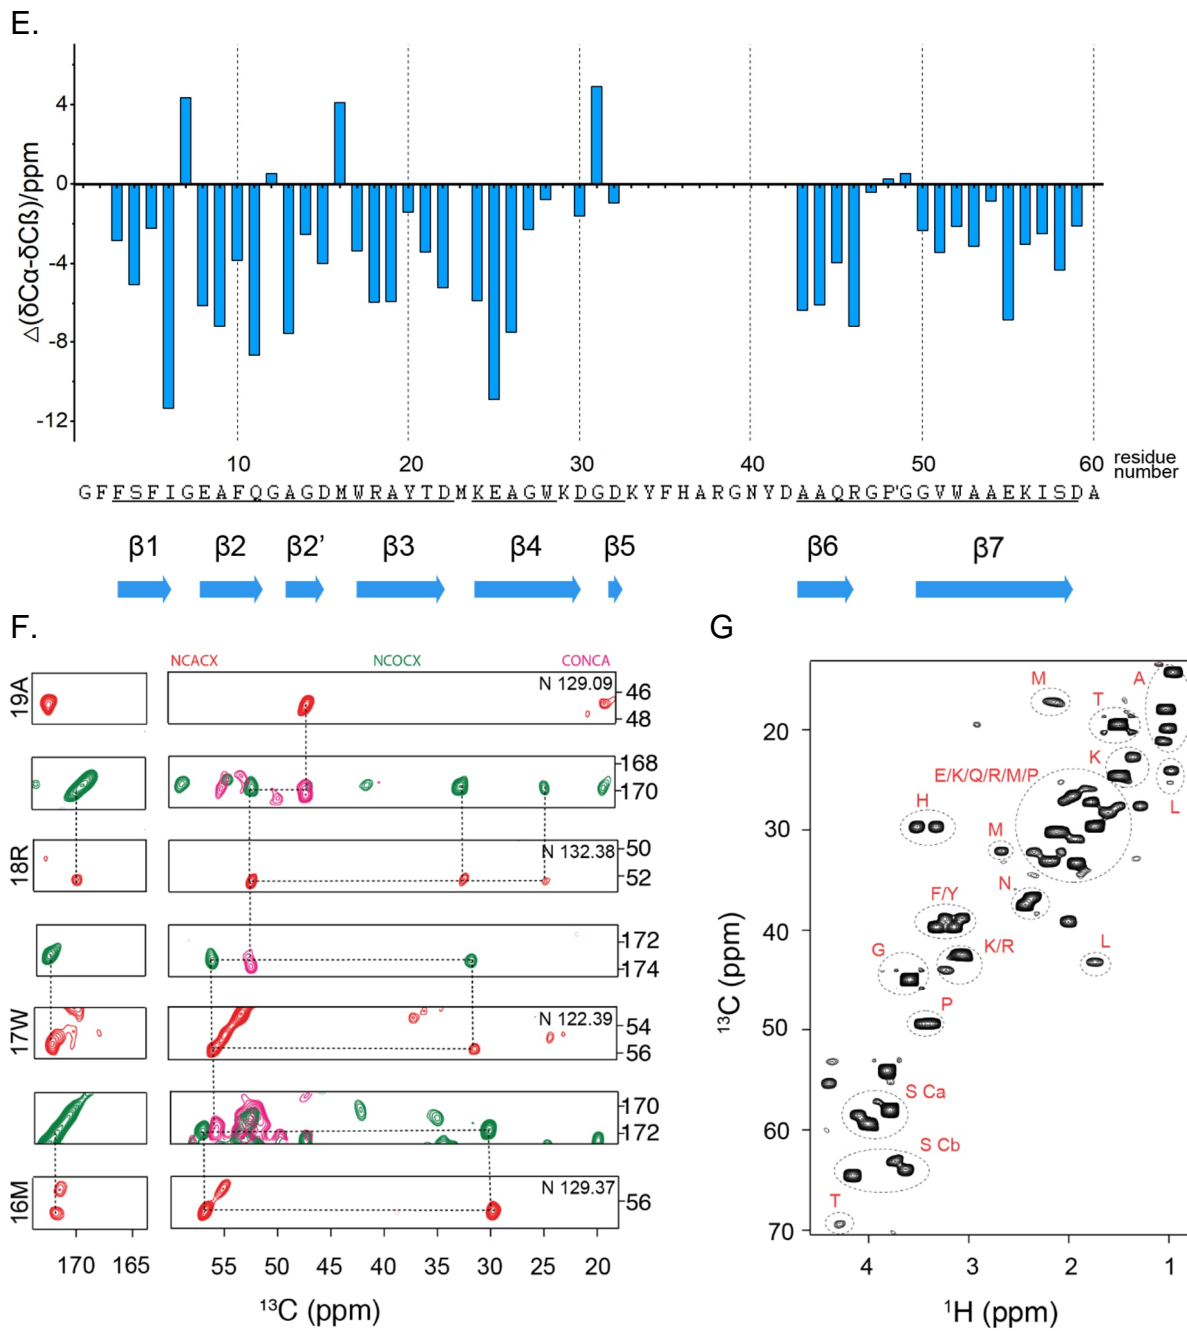 E.
△(δCα-δCß)/ppm
4
0
-4
-8
-12
10 20 30 40 50 60 residue number
GFFSFIGEAFQGAGDMWRAYTDMKEAGWKDGDKYFHARGNYDAAQRGP'GGVWAAEKISDA
β1 β2 β2’ β3 β4 β5 β6 β7
F.
NCACX NCOCX CONCA
19A N 129.09 46
48
168
170
18R N 132.38 50
52
172
174
17W N 122.39 54
56
170
172
16M N 129.37 56
170 165 55 50 45 40 35 30 25 20
13C (ppm)
G
M A
T
20
K
E/K/Q/R/M/P
H L
30
M
N
F/Y
40
K/R L
G
P
50
S Ca
60
S Cb
T
70
13C (ppm)
4 3 2 1
1H (ppm)